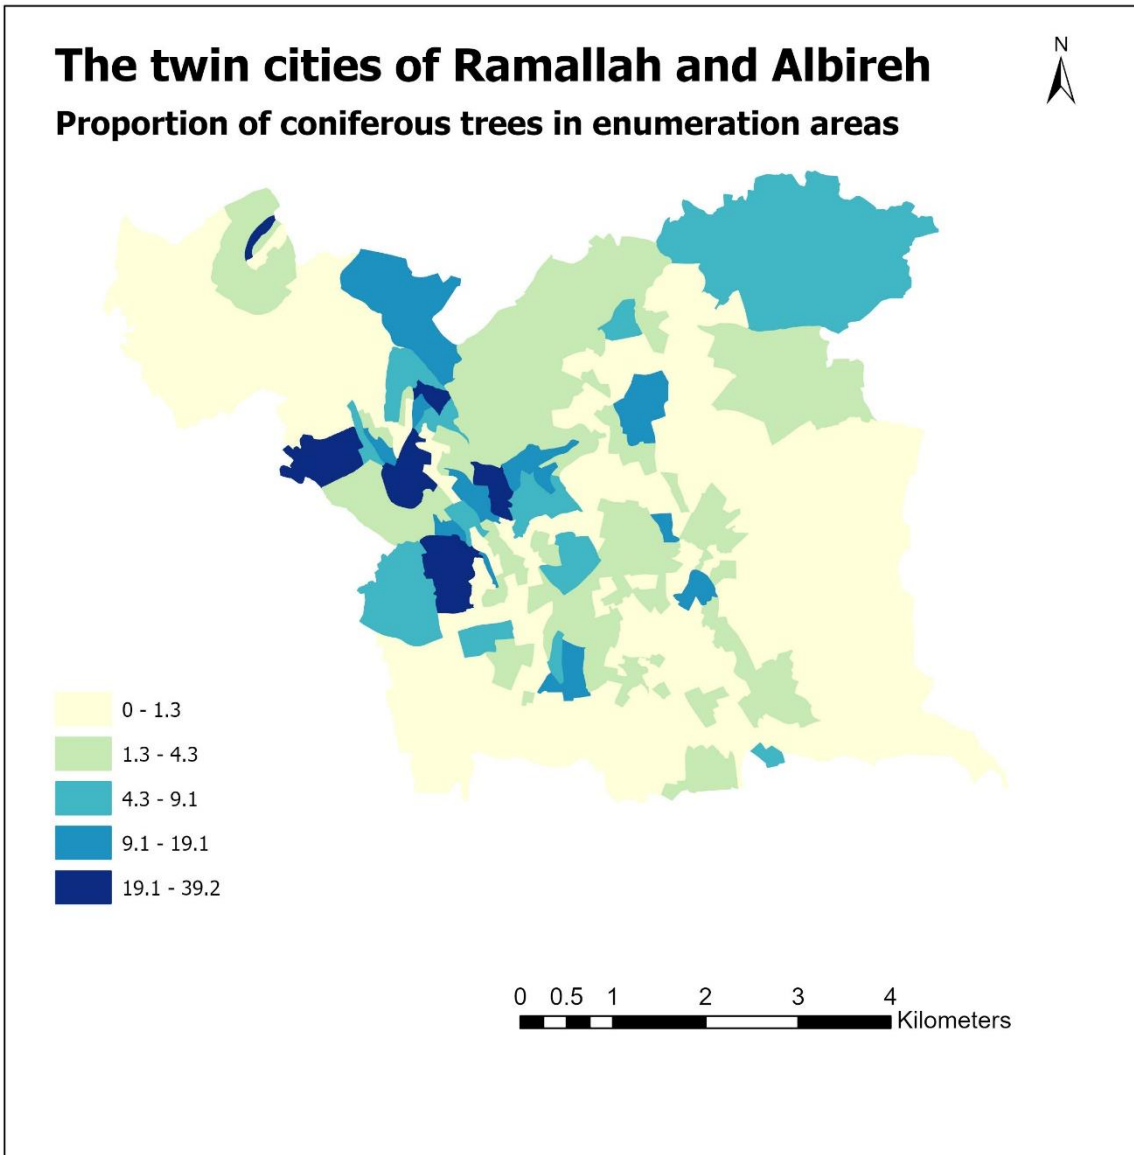 The twin cities of Ramallah and Albireh
N
Proportion of coniferous trees in enumeration areas
0 - 1.3
1.3 - 4.3
4.3 - 9.1
9.1 - 19.1
19.1 - 39.2
0 0.5 1 2 3 4
Kilometers